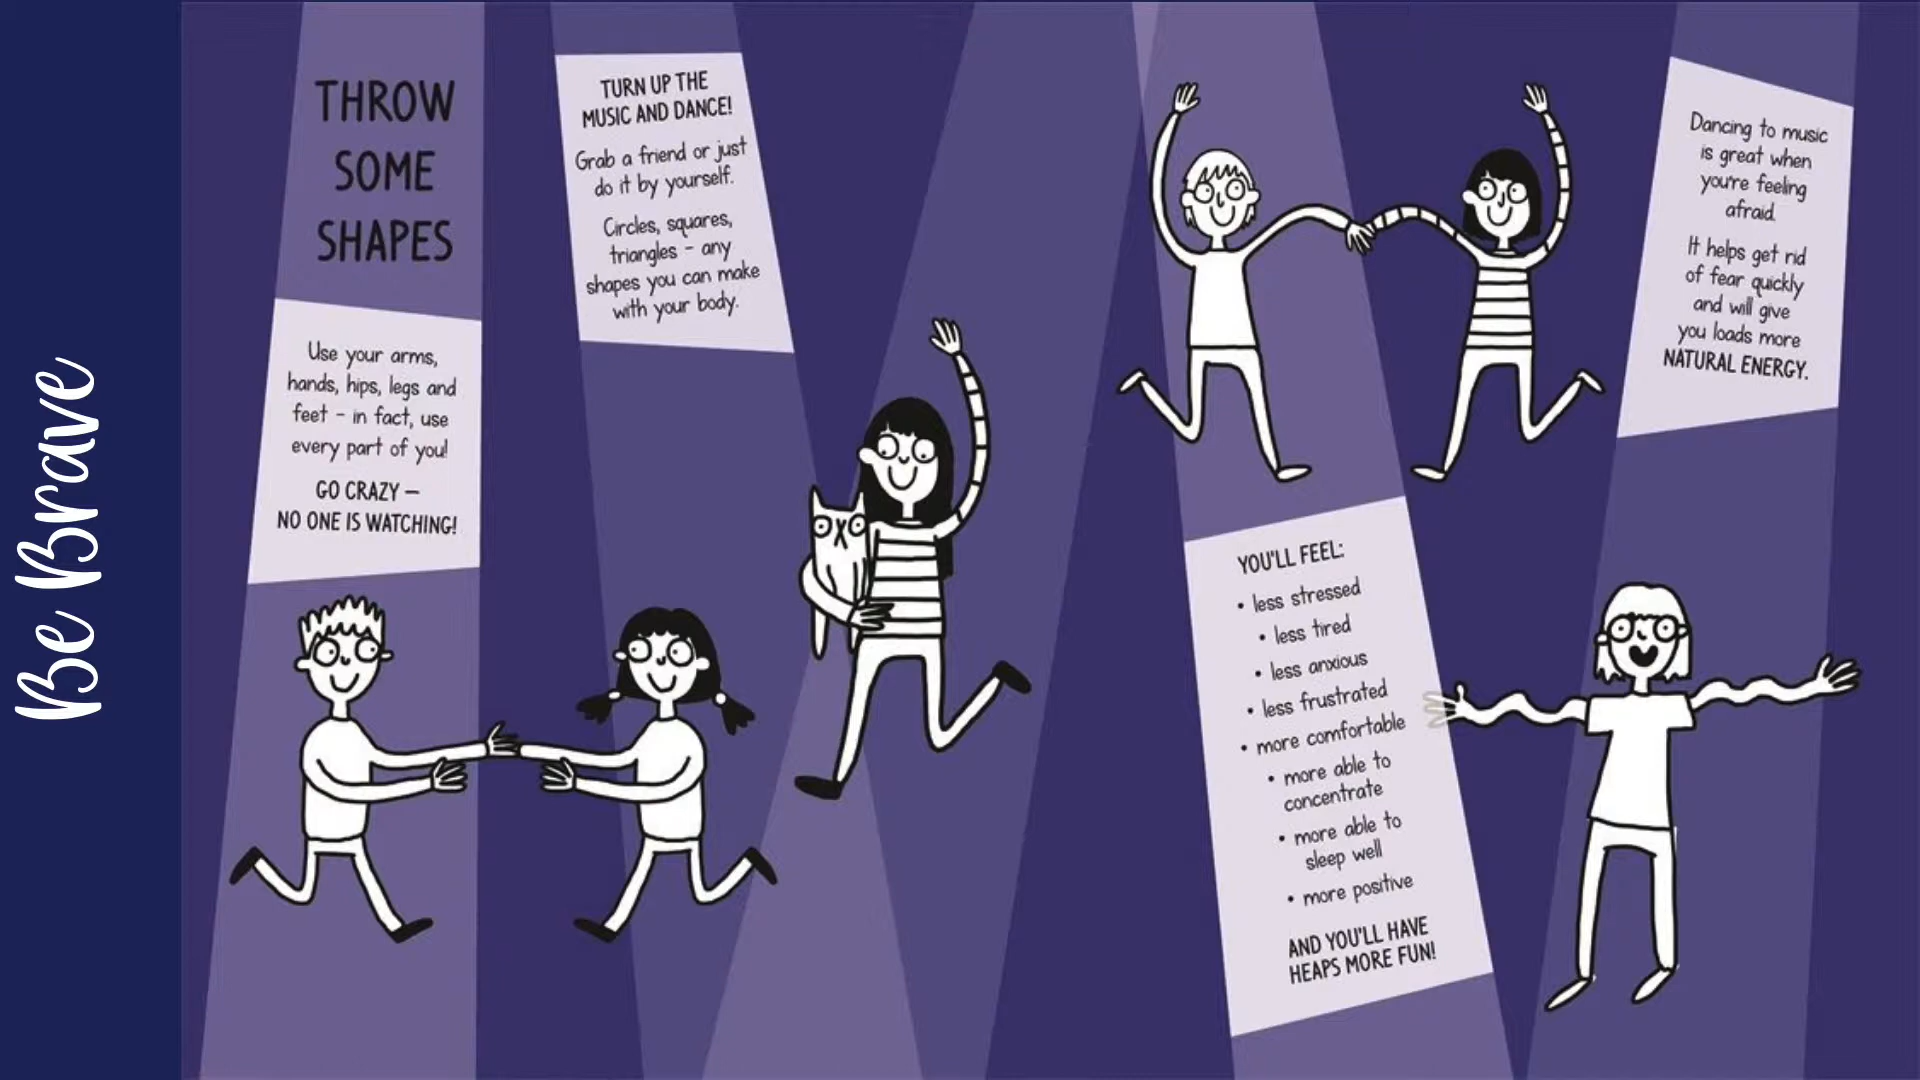 Be Brave
THROW
SOME
SHAPES
Use your arms,
hands, hips, legs and
feet – in fact, use
every part of you!
GO CRAZY –
NO ONE IS WATCHING!
TURN UP THE
MUSIC AND DANCE!
Grab a friend or just
do it by yourself.
Circles, squares,
triangles – any
shapes you can make
with your body.
YOU'LL FEEL:
• less stressed
• less tired
• less anxious
• less frustrated
• more comfortable
• more able to
concentrate
• more able to
sleep well
• more positive
AND YOU'LL HAVE
HEAPS MORE FUN!
Dancing to music
is great when
you're feeling
afraid.
It helps get rid
of fear quickly
and will give
you loads more
NATURAL ENERGY.